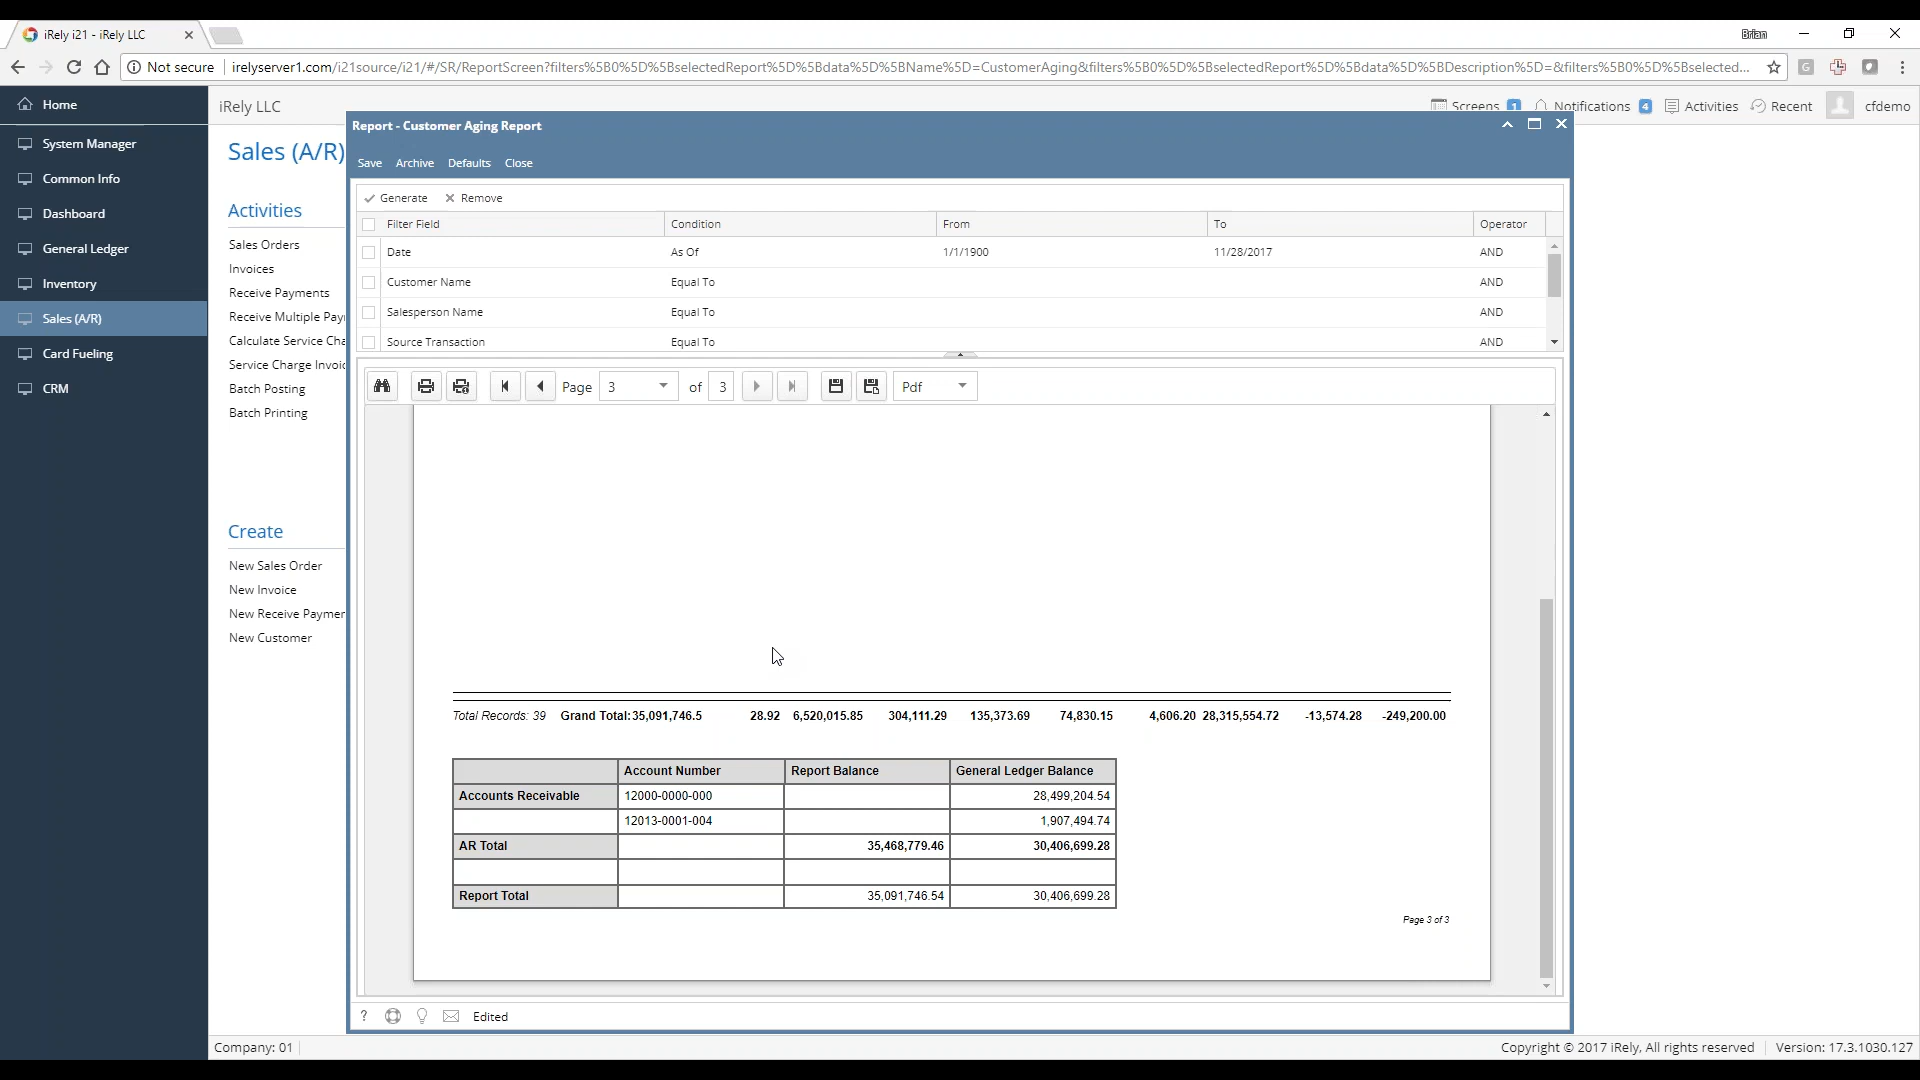 iRely i21 - iRely LLC
Brian
Not secure irelyserver1.com/i21source/i21/#/SR/ReportScreen?filters%5B0%5D%5BselectedReport%5D%5Bdata%5D%5BName%5D=CustomerAging&filters%5B0%5D%5BselectedReport%5D%5Bdata%5D%5BDescription%5D=&filters%5B0%5D%5Bselected...
Home
System Manager
Common Info
Dashboard
General Ledger
Inventory
Sales (A/R)
Card Fueling
CRM
iRely LLC
Screens 1 Notifications 4 Activities Recent cfdemo
Sales (A/R)
Activities
Sales Orders
Invoices
Receive Payments
Receive Multiple Pay
Calculate Service Cha
Service Charge Invoic
Batch Posting
Batch Printing
Create
New Sales Order
New Invoice
New Receive Paymen
New Customer
Report - Customer Aging Report
Save Archive Defaults Close
Generate Remove
Filter Field Condition From To Operator
Date As Of 1/1/1900 11/28/2017 AND
Customer Name Equal To AND
Salesperson Name Equal To AND
Source Transaction Equal To AND
Page 3 of 3 Pdf
Total Records: 39 Grand Total:35,091,746.5 28.92 6,520,015.85 304,111.29 135,373.69 74,830.15 4,606.20 28,315,554.72 -13,574.28 -249,200.00
Account Number Report Balance General Ledger Balance
Accounts Receivable 12000-0000-000 28,499,204.54
12013-0001-004 1,907,494.74
AR Total 35,468,779.46 30,406,699.28
Report Total 35,091,746.54 30,406,699.28
Page 3 of 3
? Edited
Company: 01
Copyright © 2017 iRely, All rights reserved Version: 17.3.1030.127